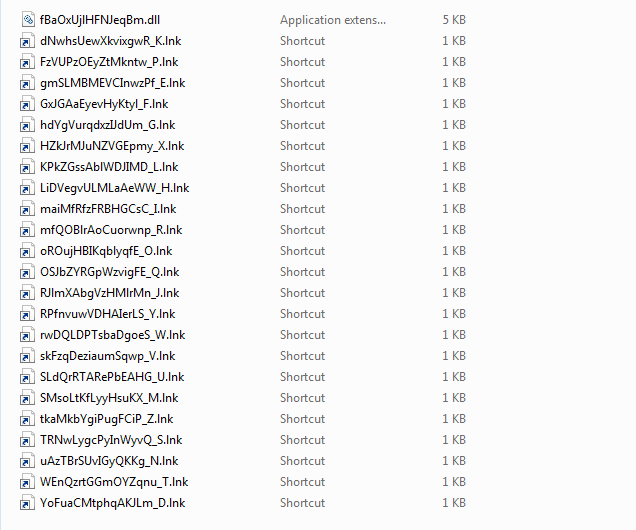 fBaOxUjlHFNJeqBm.dll Application extens... 5 KB
dNwhsUewXkvixgwR_K.lnk Shortcut 1 KB
FzVUPzOEyZtMkntw_P.lnk Shortcut 1 KB
gmSLMBMEVCInwzPf_E.lnk Shortcut 1 KB
GxJGAaEyevHyKtyl_F.lnk Shortcut 1 KB
hdYgVurqdxzIJdUm_G.lnk Shortcut 1 KB
HZkJrMJuNZVGEpmy_X.lnk Shortcut 1 KB
KPkZGssAblWDJIMD_L.lnk Shortcut 1 KB
LiDVegvULMLaAeWW_H.lnk Shortcut 1 KB
maiMfRfzFRBHGCsC_I.lnk Shortcut 1 KB
mfQOBlrAoCuorwnp_R.lnk Shortcut 1 KB
oROujHBIKqblyqfE_O.lnk Shortcut 1 KB
OSJbZYRGpWzvigFE_Q.lnk Shortcut 1 KB
RJlmXAbgVzHMlrMn_J.lnk Shortcut 1 KB
RPfnvuwVDHAIerLS_Y.lnk Shortcut 1 KB
rwDQLDPTsbaDgoeS_W.lnk Shortcut 1 KB
skFzqDeziaumSqwp_V.lnk Shortcut 1 KB
SLdQrRTARePbEAHG_U.lnk Shortcut 1 KB
SMsoLtKfLyyHsuKX_M.lnk Shortcut 1 KB
tkaMkbYgiPugFCiP_Z.lnk Shortcut 1 KB
TRNwLygcPyInWyvQ_S.lnk Shortcut 1 KB
uAzTBrSUvIGyQKKg_N.lnk Shortcut 1 KB
WEnQzrtGGmOYZqnu_T.lnk Shortcut 1 KB
YoFuaCMtphqAKJLm_D.lnk Shortcut 1 KB